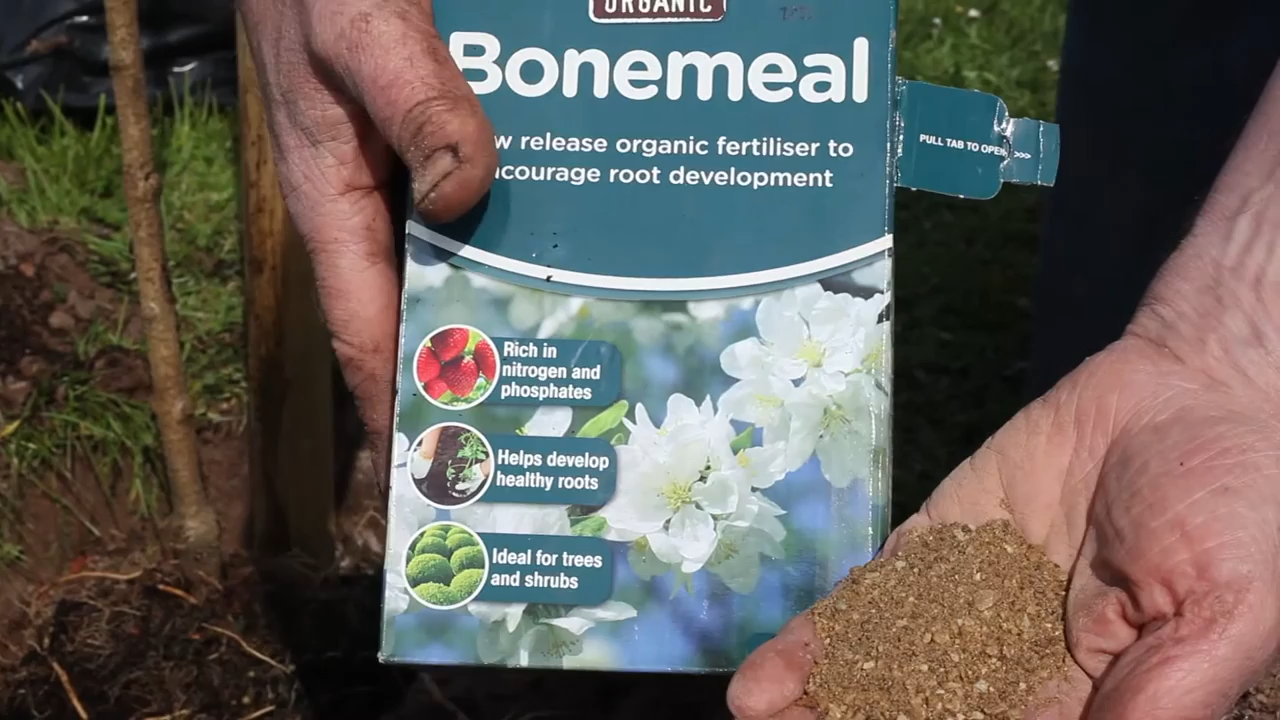 ORGANIC
Bonemeal
w release organic fertiliser to
courage root development
PULL TAB TO OPEN >>>
Rich in
nitrogen and
phosphates
Helps develop
healthy roots
Ideal for trees
and shrubs